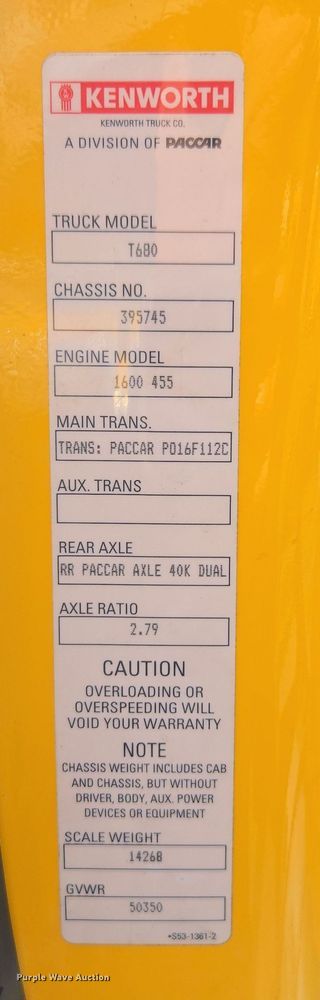 KENWORTH
KENWORTH TRUCK CO.
A DIVISION OF PACCAR
TRUCK MODEL
T680
CHASSIS NO.
395745
ENGINE MODEL
1600 455
MAIN TRANS.
TRANS: PACCAR PO16F112C
AUX. TRANS
REAR AXLE
RR PACCAR AXLE 40K DUAL
AXLE RATIO
2.79
CAUTION
OVERLOADING OR
OVERSPEEDING WILL
VOID YOUR WARRANTY
NOTE
CHASSIS WEIGHT INCLUDES CAB
AND CHASSIS, BUT WITHOUT
DRIVER, BODY, AUX. POWER
DEVICES OR EQUIPMENT
SCALE WEIGHT
14268
GVWR
50350
•S53-1361-2
Purple Wave Auction